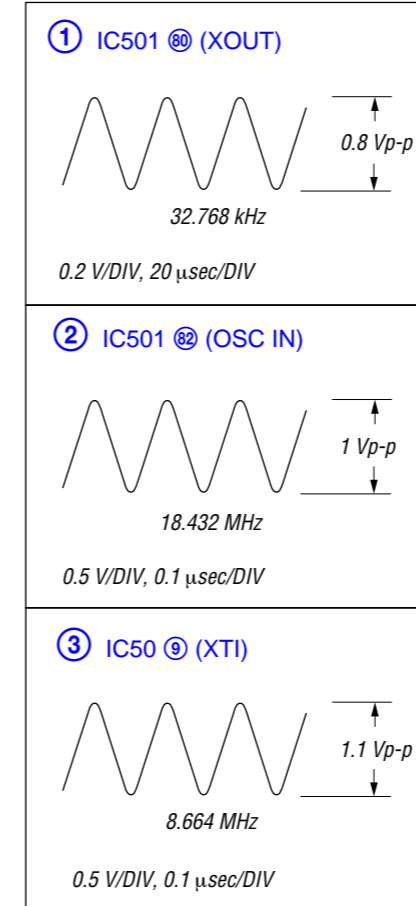 ① IC501 ⑧⓪ (XOUT)
0.8 Vp-p
32.768 kHz
0.2 V/DIV, 20 μsec/DIV
② IC501 ⑧② (OSC IN)
1 Vp-p
18.432 MHz
0.5 V/DIV, 0.1 μsec/DIV
③ IC50 ⑨ (XTI)
1.1 Vp-p
8.664 MHz
0.5 V/DIV, 0.1 μsec/DIV